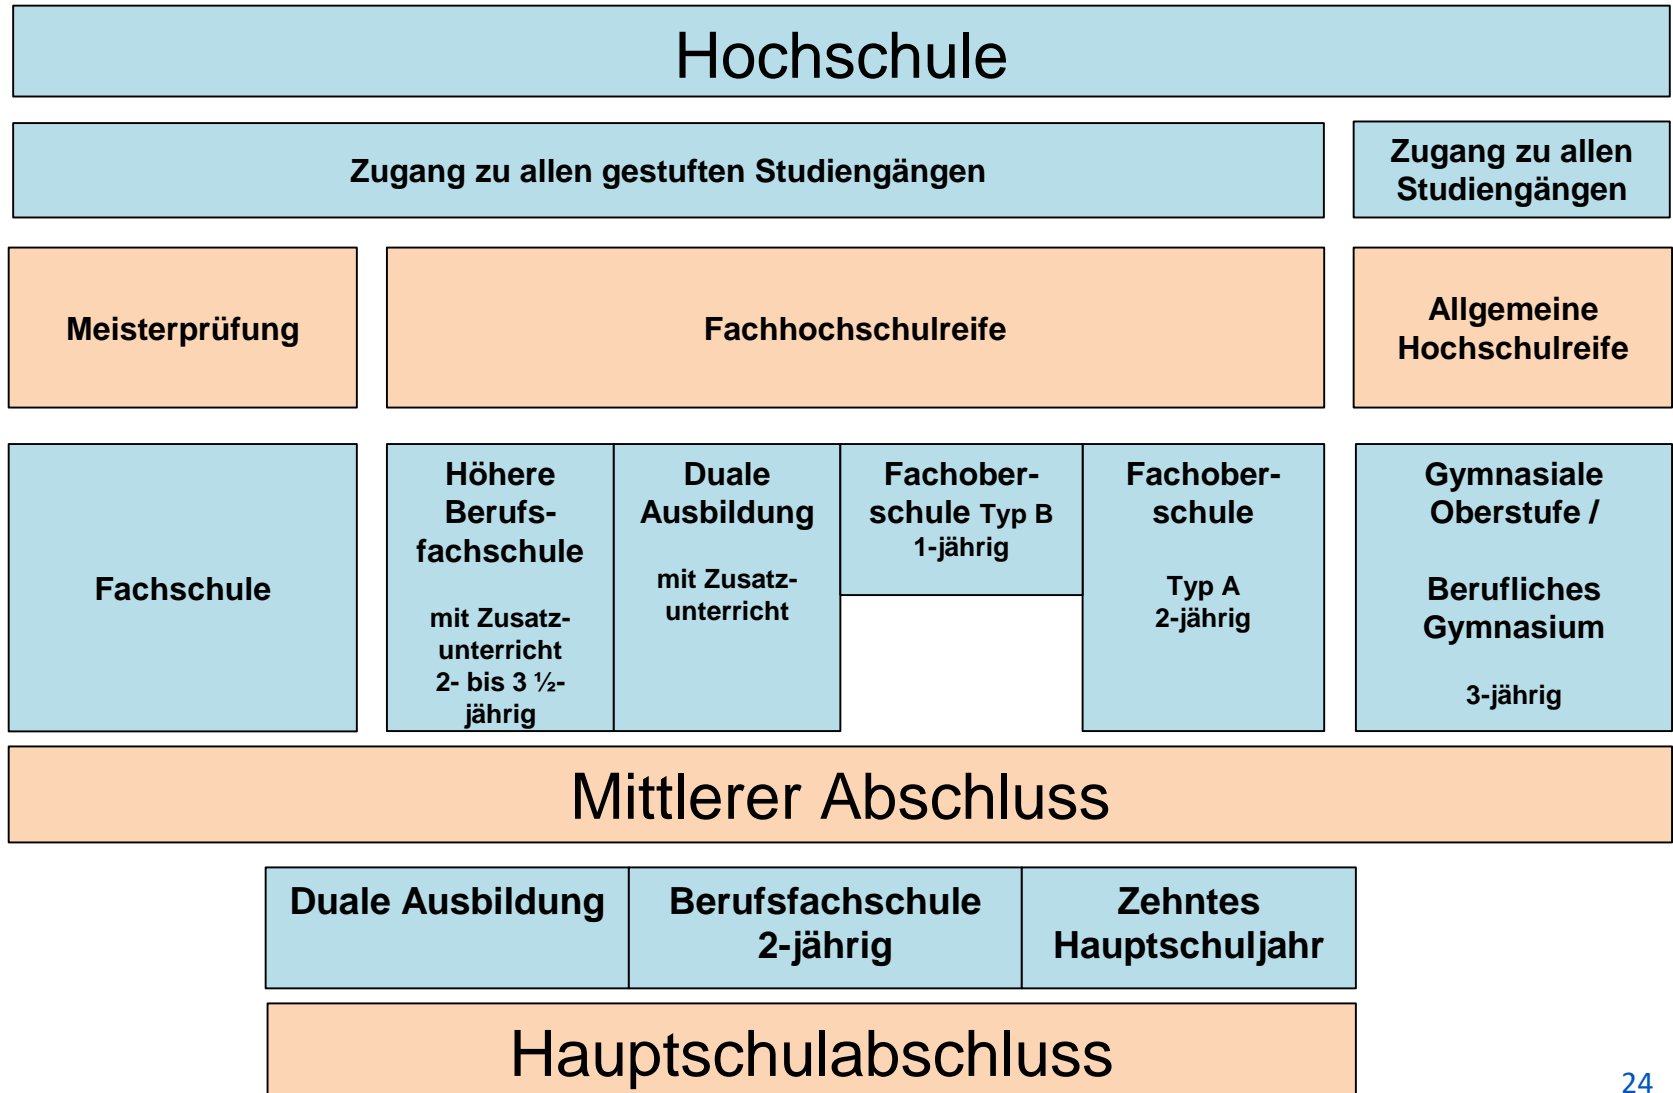 Hochschule
Zugang zu allen gestuften Studiengängen
Zugang zu allen
Studiengängen
Meisterprüfung
Fachhochschulreife
Allgemeine
Hochschulreife
Fachschule
Höhere
Berufs-
fachschule
mit Zusatz-
unterricht
2- bis 3 ½-
jährig
Duale
Ausbildung
mit Zusatz-
unterricht
Fachober-
schule Typ B
1-jährig
Fachober-
schule
Typ A
2-jährig
Gymnasiale
Oberstufe /
Berufliches
Gymnasium
3-jährig
Mittlerer Abschluss
Duale Ausbildung
Berufsfachschule
2-jährig
Zehntes
Hauptschuljahr
Hauptschulabschluss
24